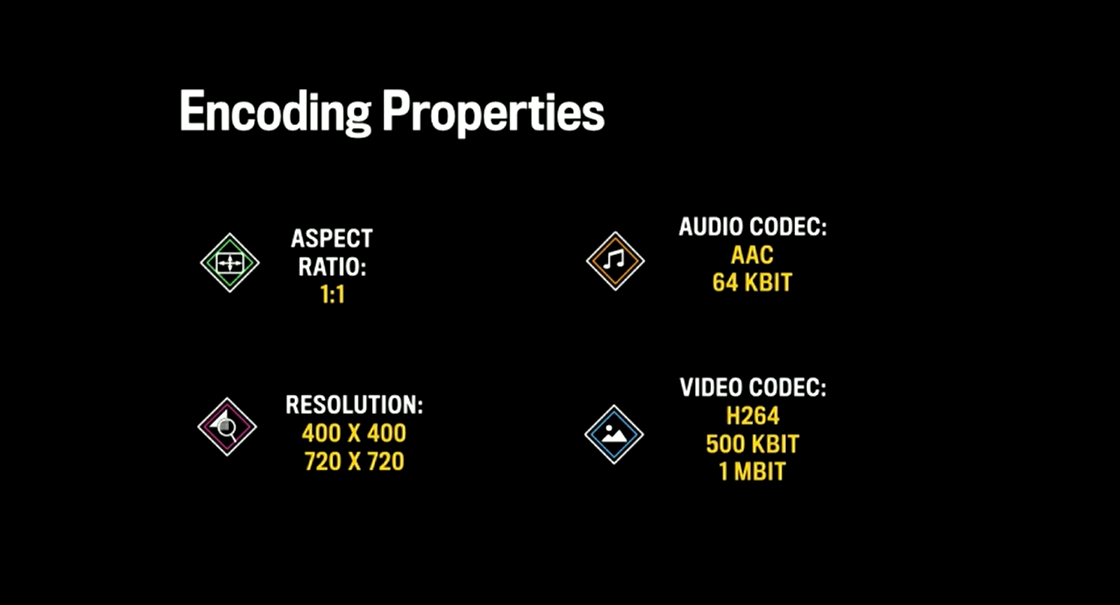 Encoding Properties
ASPECT
RATIO:
1:1
AUDIO CODEC:
AAC
64 KBIT
RESOLUTION:
400 X 400
720 X 720
VIDEO CODEC:
H264
500 KBIT
1 MBIT